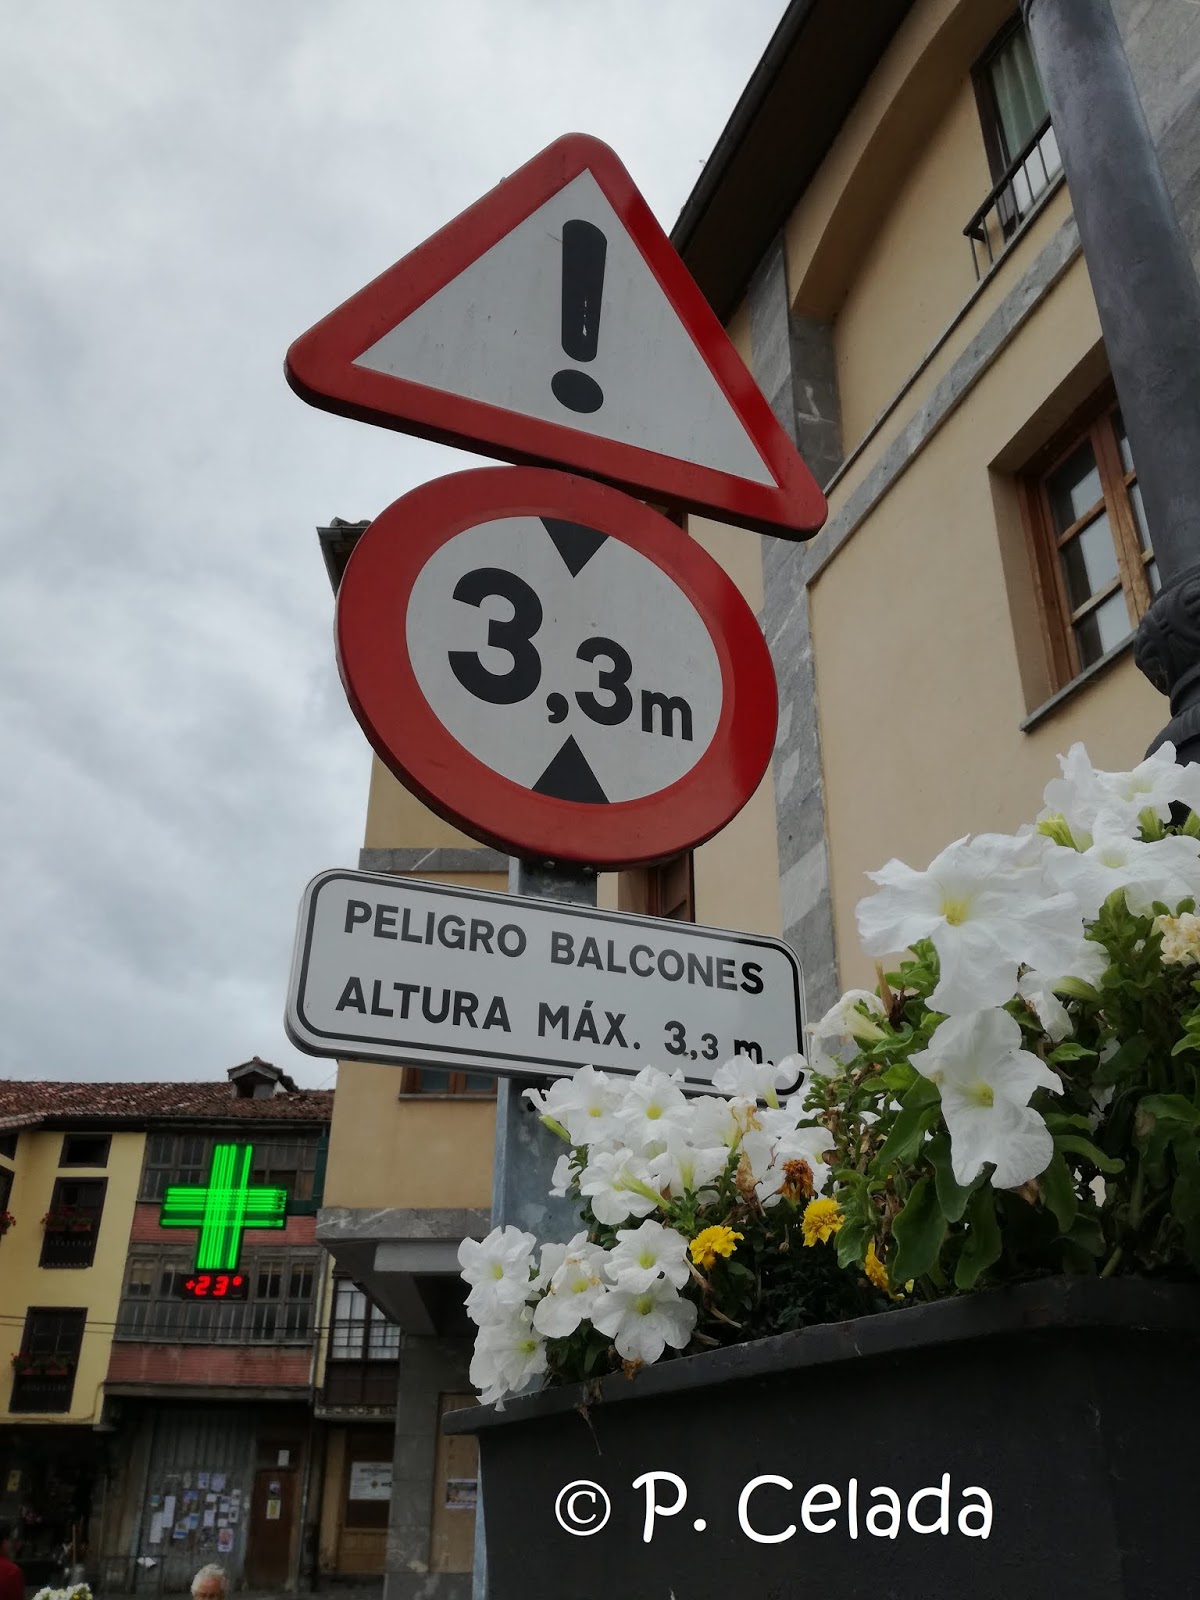 !
3,3m
PELIGRO BALCONES
ALTURA MÁX. 3,3 m.
+23°
© P. Celada